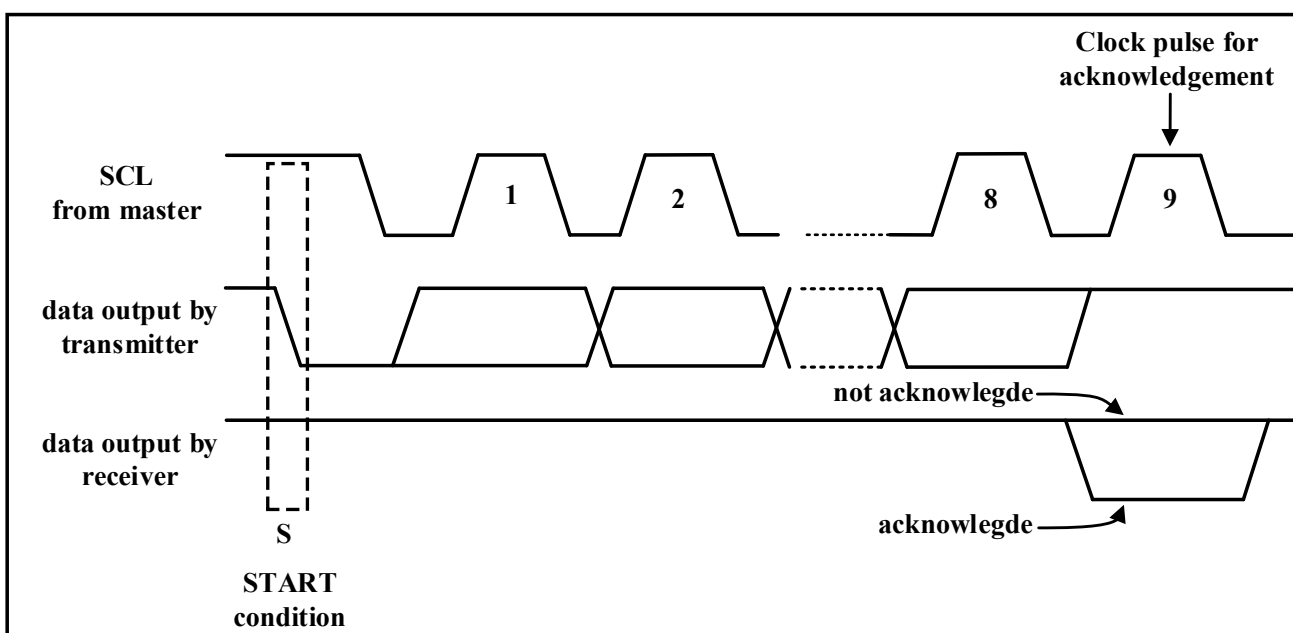 Clock pulse for
acknowledgement
SCL
from master
1
2
8
9
data output by
transmitter
not acknowlegde
data output by
receiver
acknowlegde
S
START
condition